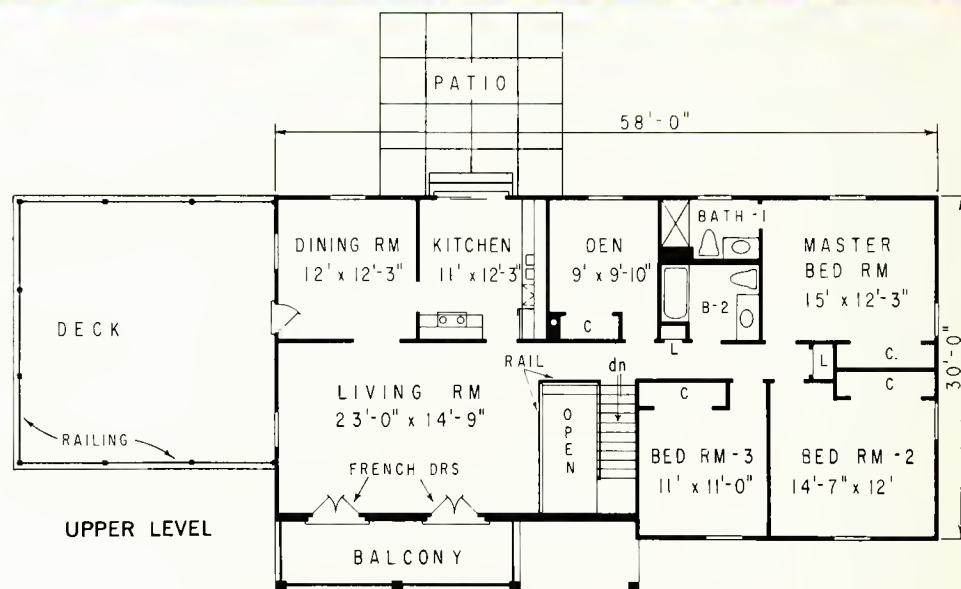 PATIO
58'-0"
DINING RM
12' x 12'-3"
KITCHEN
11' x 12'-3"
DEN
9' x 9'-10"
BATH-1
MASTER
BED RM
15' x 12'-3"
B-2
DECK
C
L
RAIL
dn
L
C.
C
30'-0"
LIVING RM
23'-0" x 14'-9"
C
OPEN
RAILING
FRENCH DRS
BED RM-3
11' x 11'-0"
BED RM-2
14'-7" x 12'
UPPER LEVEL
BALCONY